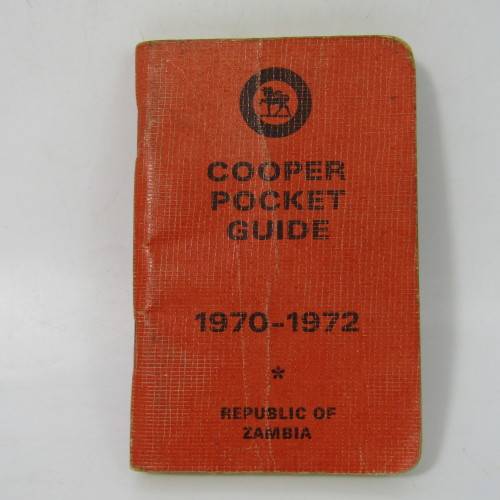 COOPER
POCKET
GUIDE
1970-1972
*
REPUBLIC OF
ZAMBIA